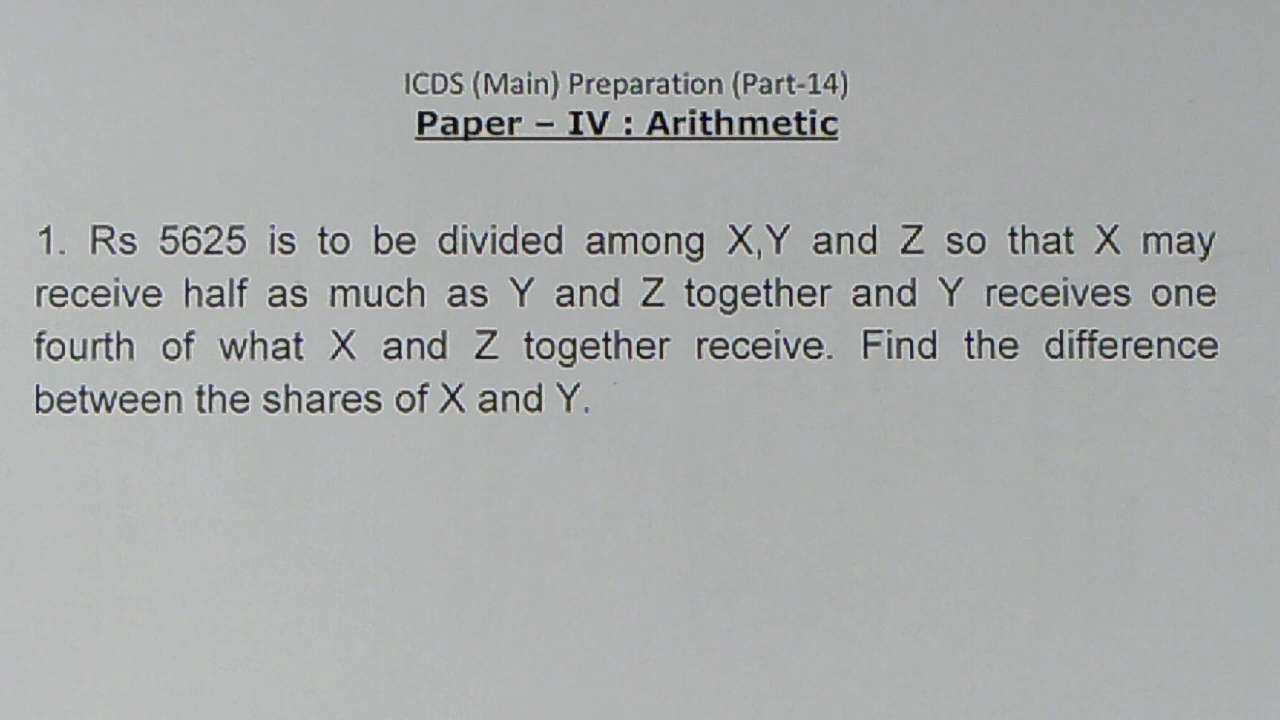 ICDS (Main) Preparation (Part-14)
Paper – IV : Arithmetic
1. Rs 5625 is to be divided among X,Y and Z so that X may
receive half as much as Y and Z together and Y receives one
fourth of what X and Z together receive. Find the difference
between the shares of X and Y.